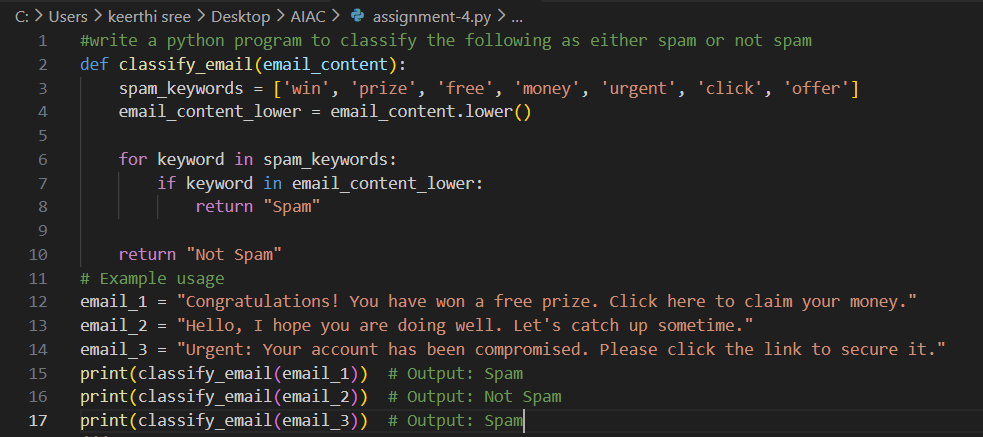 C: > Users > keerthi sree > Desktop > AIAC > assignment-4.py > ...
1 #write a python program to classify the following as either spam or not spam
2 def classify_email(email_content):
3     spam_keywords = ['win', 'prize', 'free', 'money', 'urgent', 'click', 'offer']
4     email_content_lower = email_content.lower()
5
6     for keyword in spam_keywords:
7         if keyword in email_content_lower:
8             return "Spam"
9
10     return "Not Spam"
11 # Example usage
12 email_1 = "Congratulations! You have won a free prize. Click here to claim your money."
13 email_2 = "Hello, I hope you are doing well. Let's catch up sometime."
14 email_3 = "Urgent: Your account has been compromised. Please click the link to secure it."
15 print(classify_email(email_1))  # Output: Spam
16 print(classify_email(email_2))  # Output: Not Spam
17 print(classify_email(email_3))  # Output: Spam